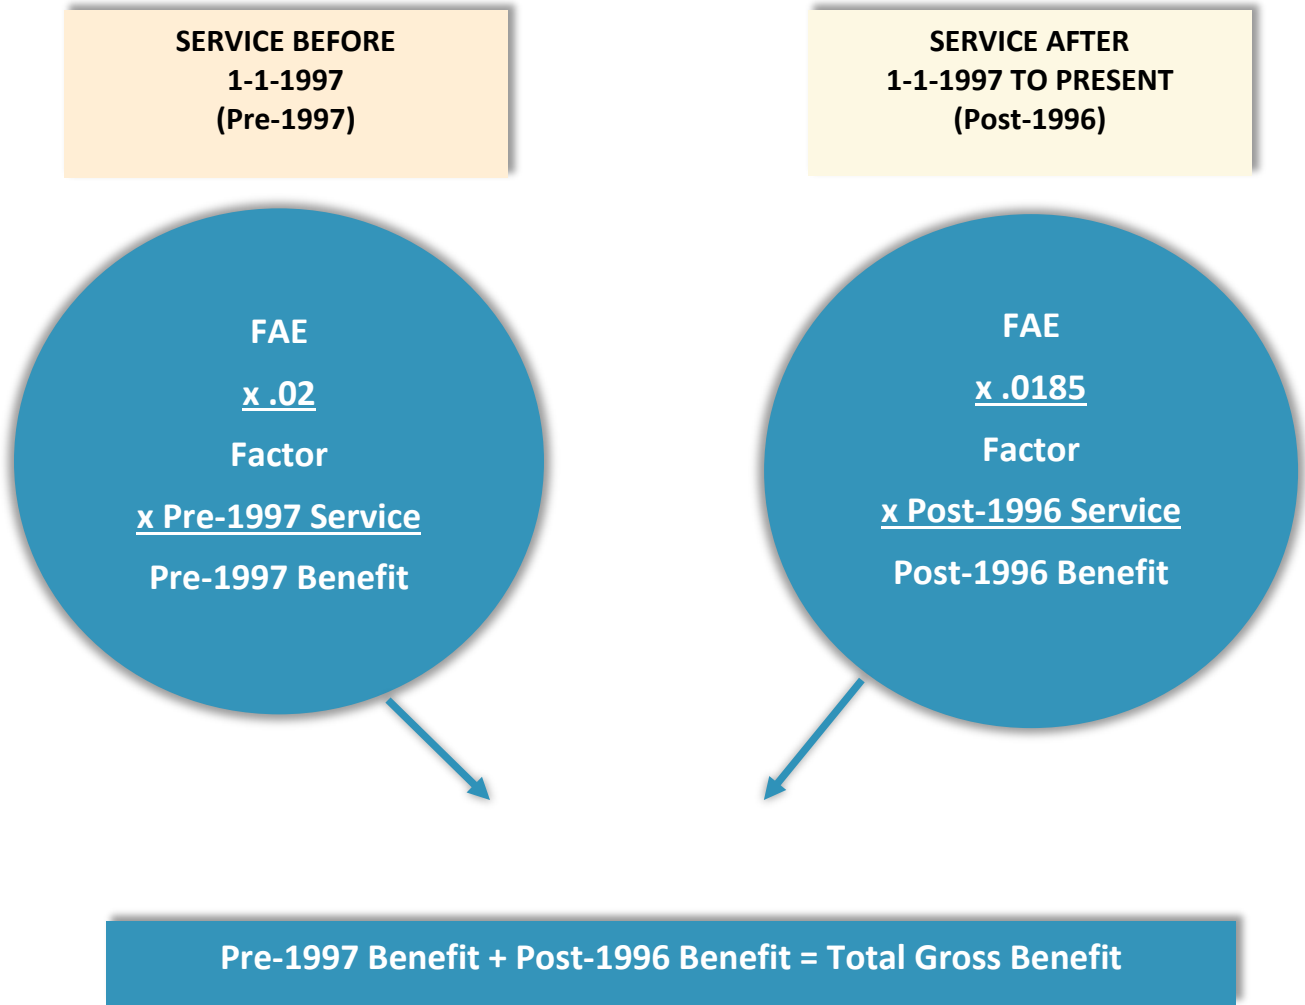 SERVICE BEFORE
1-1-1997
(Pre-1997)
SERVICE AFTER
1-1-1997 TO PRESENT
(Post-1996)
FAE
x .02
Factor
x Pre-1997 Service
Pre-1997 Benefit
FAE
x .0185
Factor
x Post-1996 Service
Post-1996 Benefit
Pre-1997 Benefit + Post-1996 Benefit = Total Gross Benefit